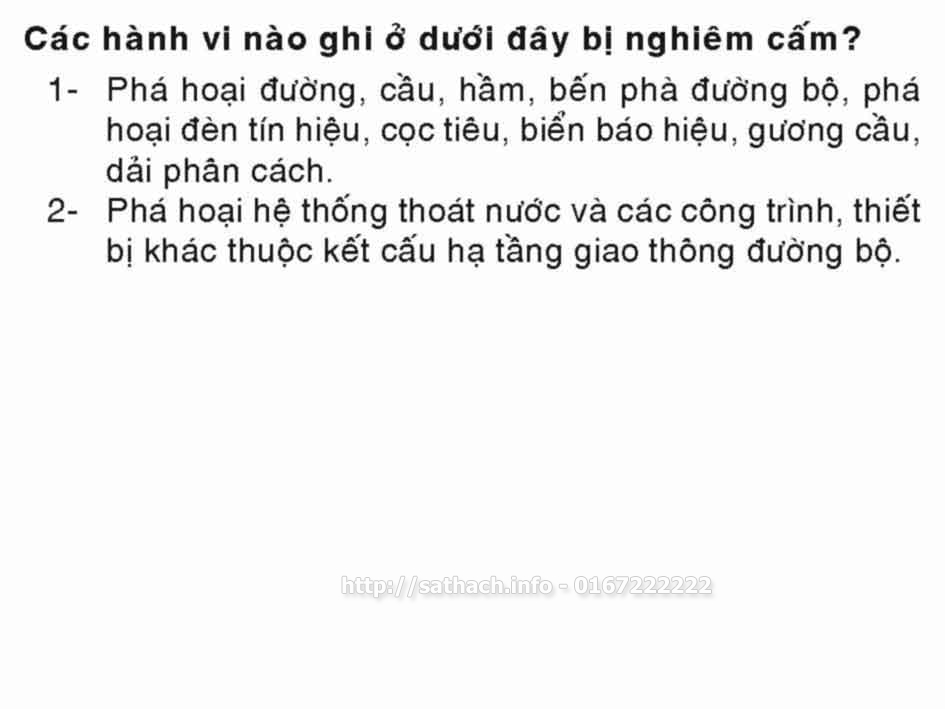 Các hành vi nào ghi ở dưới đây bị nghiêm cấm?
1- Phá hoại đường, cầu, hầm, bến phà đường bộ, phá
hoại đèn tín hiệu, cọc tiêu, biển báo hiệu, gương cầu,
dải phân cách.
2- Phá hoại hệ thống thoát nước và các công trình, thiết
bị khác thuộc kết cấu hạ tầng giao thông đường bộ.
http://sathach.info - 0167222222